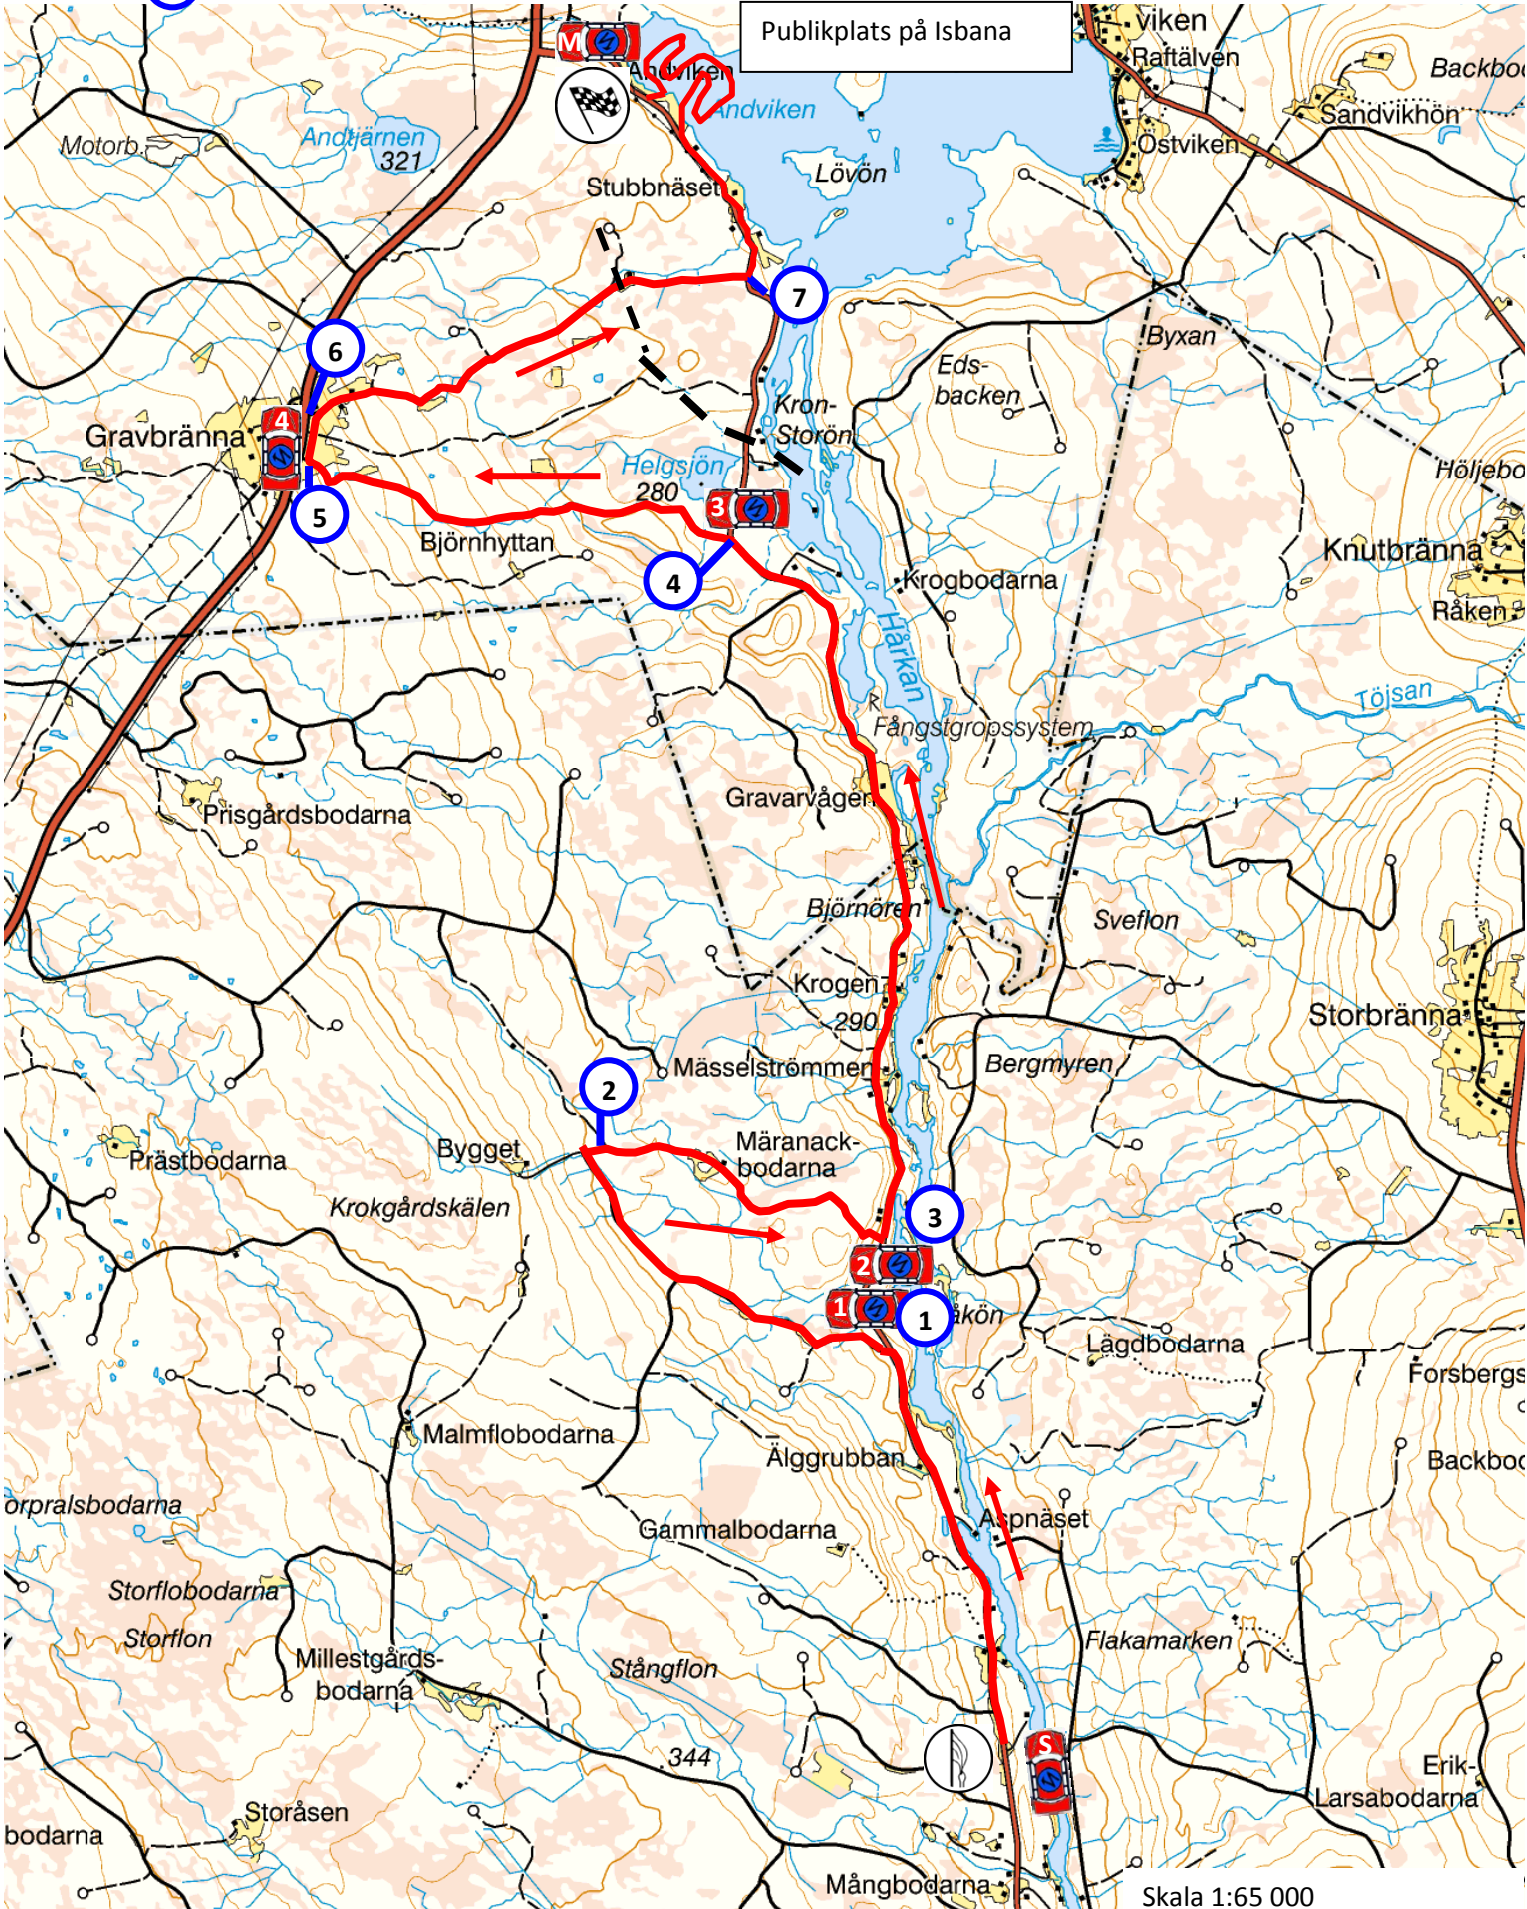 Publikplats på Isbana
viken
Raftälven
Backbo
M
Andviken
Andviken
Sandvikhön
Motorb.
Andtjärnen
321
Östviken
Lövön
Stubbnäset
7
Byxan
6
Eds-
backen
4
Gravbränna
Kron-
Storön
Helgsjön
280
Höljebo
3
5
Björnhyttan
4
Krogbodarna
Knutbränna
Råken
Hårkan
Töjsan
R
Fångstgropssystem
Gravarvågen
Prisgårdsbodarna
Björnören
Sveflon
Krogen
290
Storbränna
Mässelströmmen
Bergmyren
2
Bygget
Märanack-
bodarna
Prästbodarna
Krokgårdskälen
3
2
1
1
åkön
Lägdbodarna
Forsbergs
Malmflobodarna
Älggrubban
Backbo
orpralsbodarna
Gammalbodarna
Aspnäset
Storflobodarna
Storflon
Millestgårds-
bodarna
Stångflon
Flakamarken
S
344
Erik-
Larsabodarna
Storåsen
bodarna
Mångbodarna
Skala 1:65 000